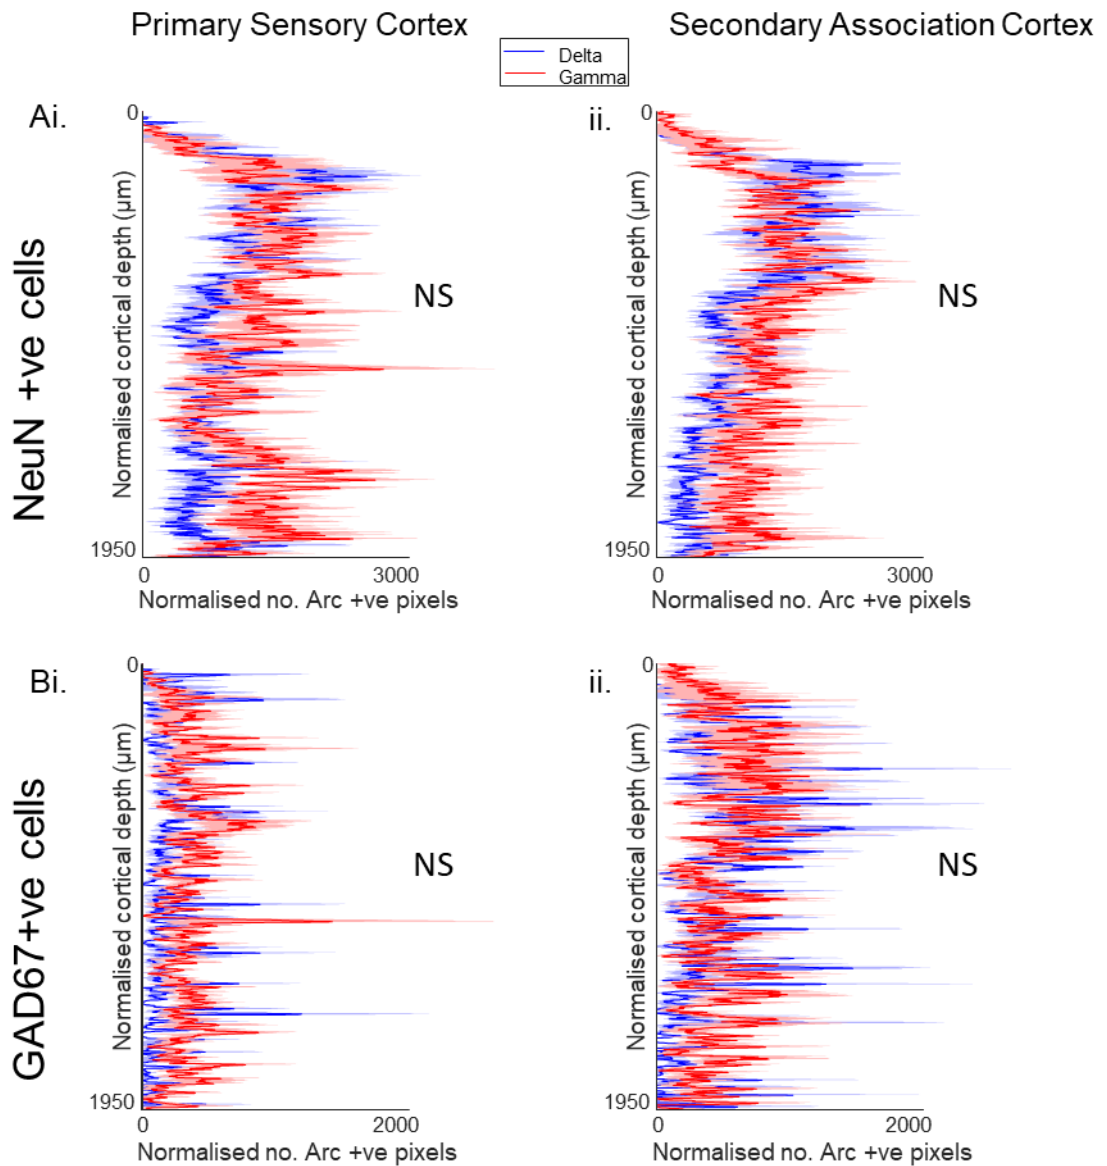 Primary Sensory Cortex
Secondary Association Cortex
Delta
Gamma
Ai.
0
Normalised cortical depth (µm)
1950
NS
0
3000
Normalised no. Arc +ve pixels
ii.
0
Normalised cortical depth (µm)
1950
NS
0
3000
Normalised no. Arc +ve pixels
NeuN +ve cells
Bi.
0
Normalised cortical depth (µm)
1950
NS
0
2000
Normalised no. Arc +ve pixels
ii.
0
Normalised cortical depth (µm)
1950
NS
0
2000
Normalised no. Arc +ve pixels
GAD67+ve cells